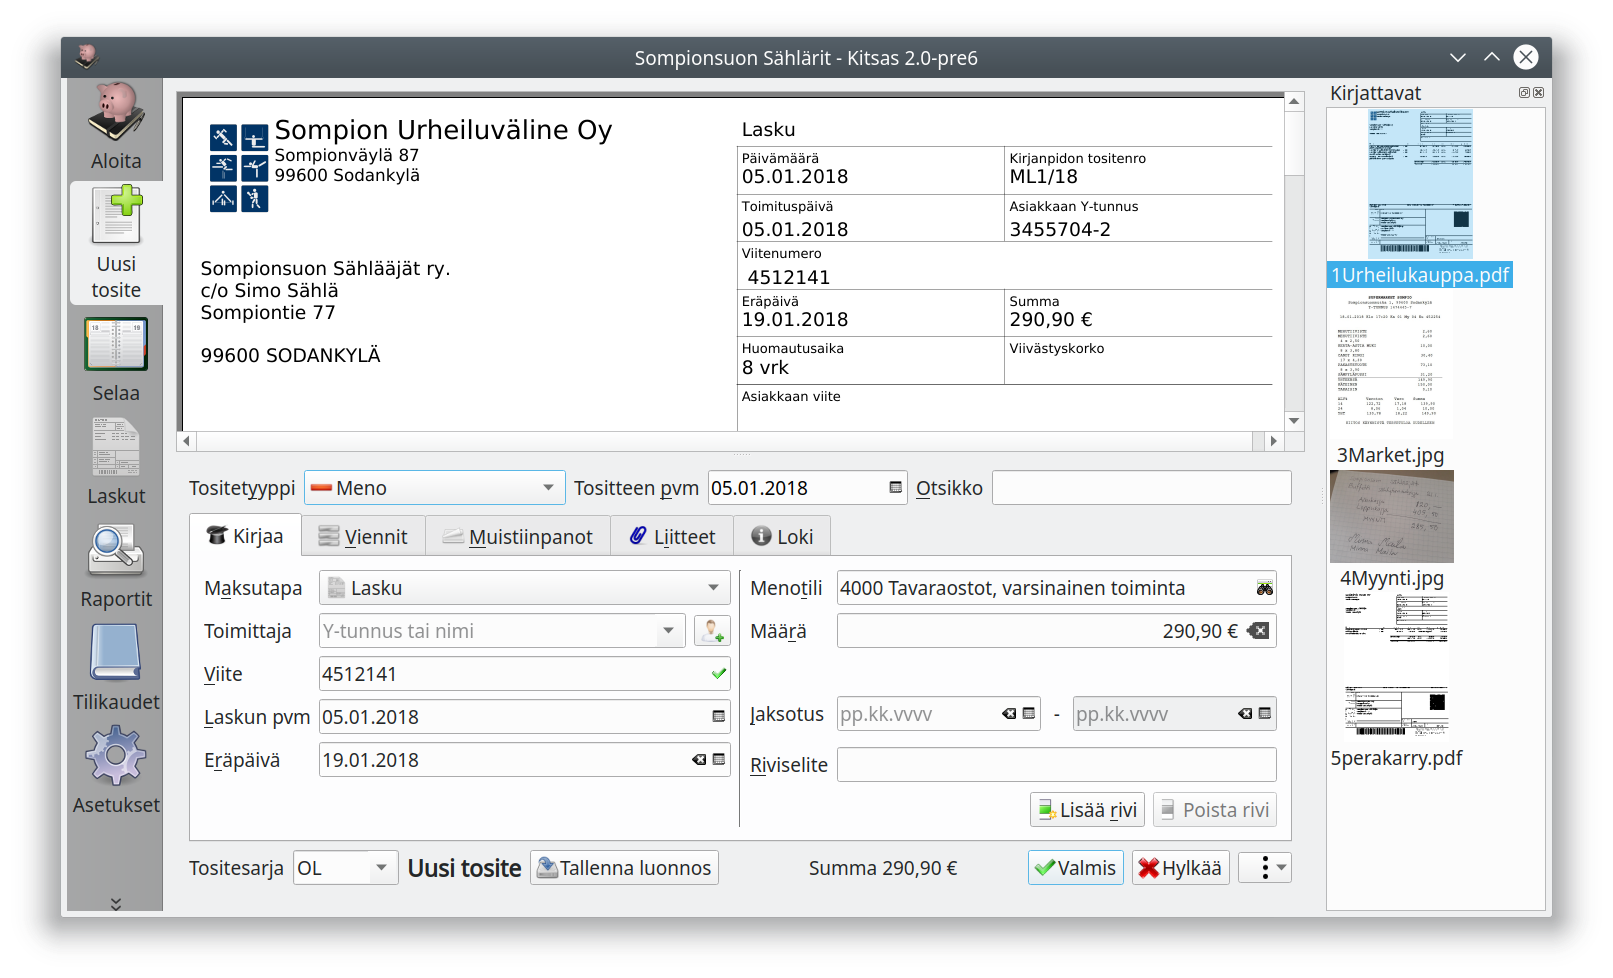 Sompionsuon Sählärit - Kitsas 2.0-pre6
Aloita
Uusi
tosite
Selaa
Laskut
Raportit
Tilikaudet
Asetukset
Sompion Urheiluväline Oy
Sompionväylä 87
99600 Sodankylä
Sompionsuon Sählääjät ry.
c/o Simo Sählä
Sompiontie 77
99600 SODANKYLÄ
Lasku
Päivämäärä
05.01.2018
Kirjanpidon tositenro
ML1/18
Toimituspäivä
05.01.2018
Asiakkaan Y-tunnus
3455704-2
Viitenumero
4512141
Eräpäivä
19.01.2018
Summa
290,90 €
Huomautusaika
8 vrk
Viivästyskorko
Asiakkaan viite
Tositetyyppi Meno Tositteen pvm 05.01.2018 Otsikko
Kirjaa Viennit Muistiinpanot Liitteet Loki
Maksutapa Lasku
Toimittaja Y-tunnus tai nimi
Viite 4512141
Laskun pvm 05.01.2018
Eräpäivä 19.01.2018
Menotili 4000 Tavaraostot, varsinainen toiminta
Määrä 290,90 €
Jaksotus pp.kk.vvvv - pp.kk.vvvv
Riviselite
Lisää rivi Poista rivi
Tositesarja OL Uusi tosite Tallenna luonnos Summa 290,90 € Valmis Hylkää
Kirjattavat
1Urheilukauppa.pdf
SUPERMARKET SOMPIO
3Market.jpg
4Myynti.jpg
5perakarry.pdf